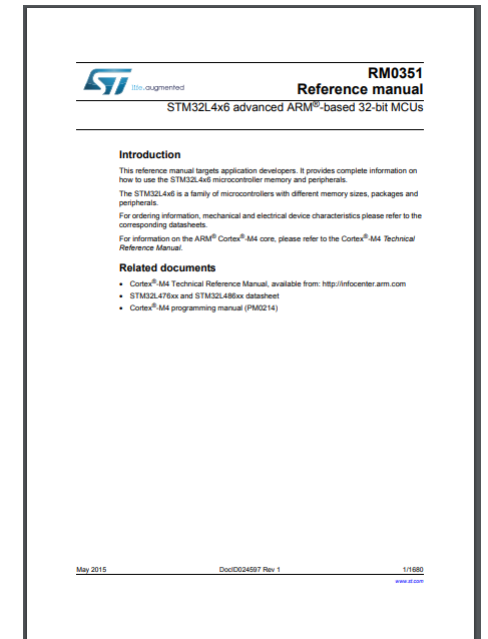 RM0351
life.augmented
Reference manual
STM32L4x6 advanced ARM®-based 32-bit MCUs
Introduction
This reference manual targets application developers. It provides complete information on
how to use the STM32L4x6 microcontroller memory and peripherals.
The STM32L4x6 is a family of microcontrollers with different memory sizes, packages and
peripherals.
For ordering information, mechanical and electrical device characteristics please refer to the
corresponding datasheets.
For information on the ARM® Cortex®-M4 core, please refer to the Cortex®-M4 Technical
Reference Manual.
Related documents
• Cortex®-M4 Technical Reference Manual, available from: http://infocenter.arm.com
• STM32L476xx and STM32L486xx datasheet
• Cortex®-M4 programming manual (PM0214)
May 2015 DocID024597 Rev 1 1/1680
www.st.com